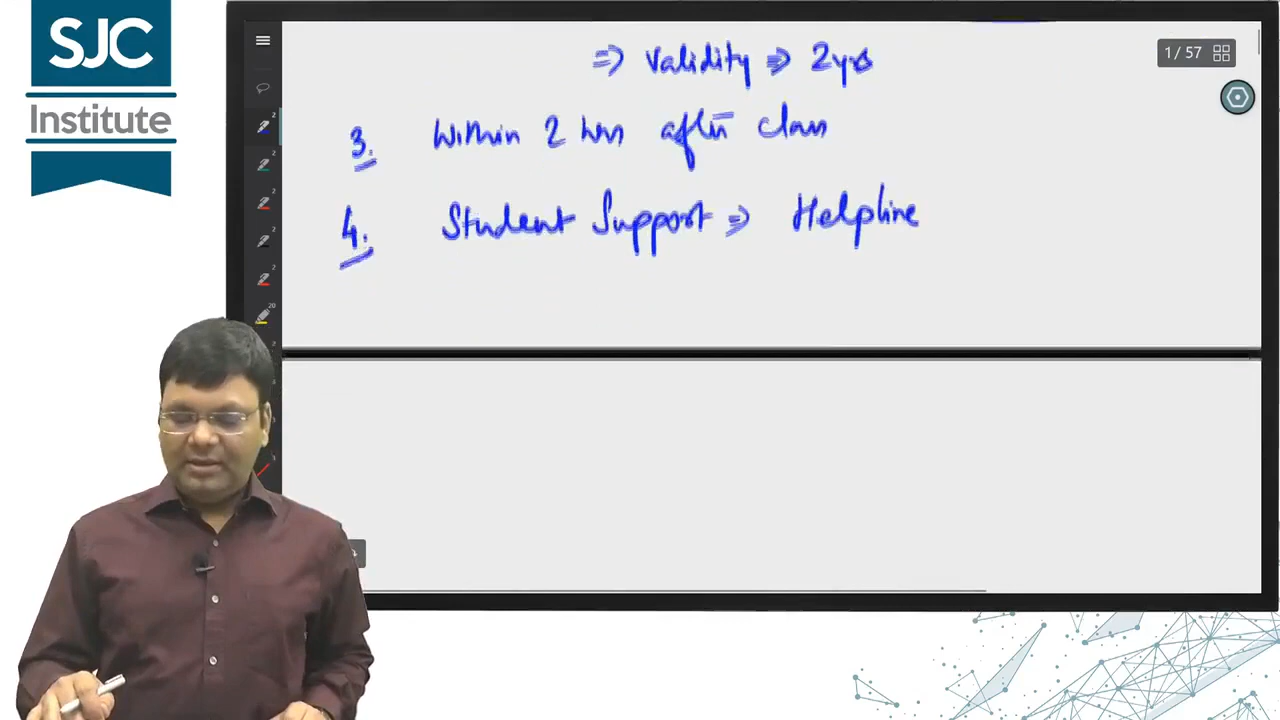 SJC
Institute
⇒ Validity ⇒ 2yrs
1 / 57
3. Within 2 hrs after class
4. Student Support ⇒ Helpline